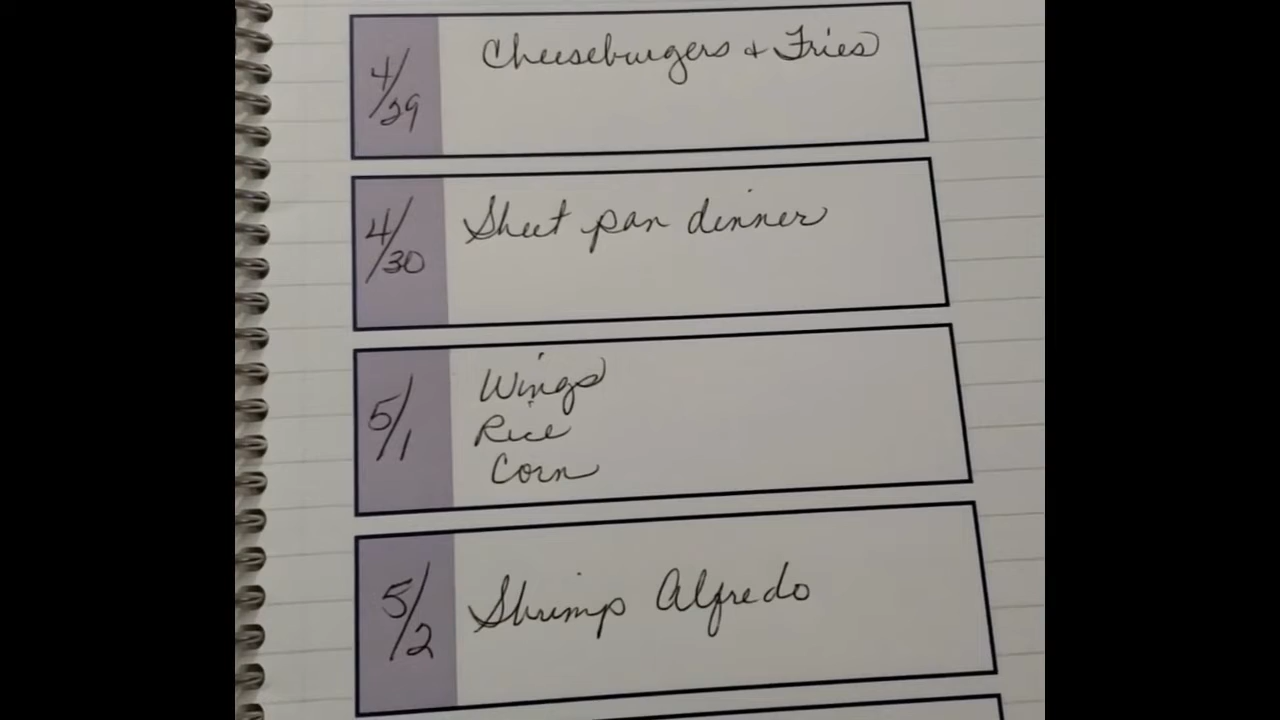 4/29
Cheeseburgers & Fries
4/30
Sheet pan dinner
5/1
Wings
Rice
Corn
5/2
Shrimp Alfredo